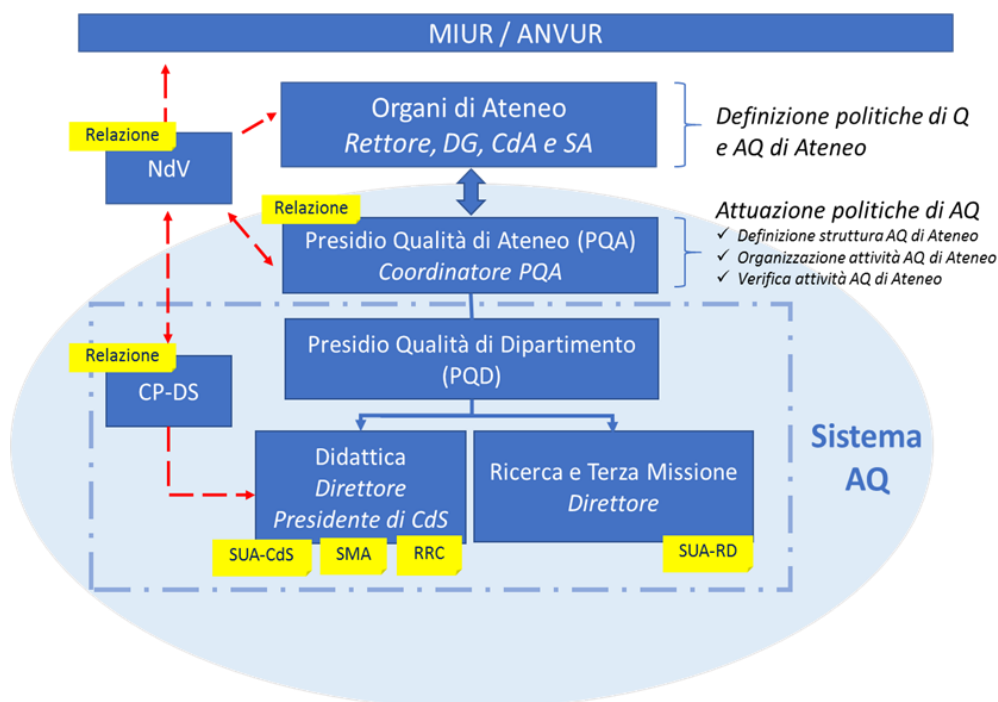 MIUR / ANVUR
Relazione
NdV
Organi di Ateneo
Rettore, DG, CdA e SA
Definizione politiche di Q
e AQ di Ateneo
Relazione
Presidio Qualità di Ateneo (PQA)
Coordinatore PQA
Attuazione politiche di AQ
✓ Definizione struttura AQ di Ateneo
✓ Organizzazione attività AQ di Ateneo
✓ Verifica attività AQ di Ateneo
Relazione
CP-DS
Presidio Qualità di Dipartimento
(PQD)
Didattica
Direttore
Presidente di CdS
SUA-CdS
SMA
RRC
Ricerca e Terza Missione
Direttore
SUA-RD
Sistema
AQ